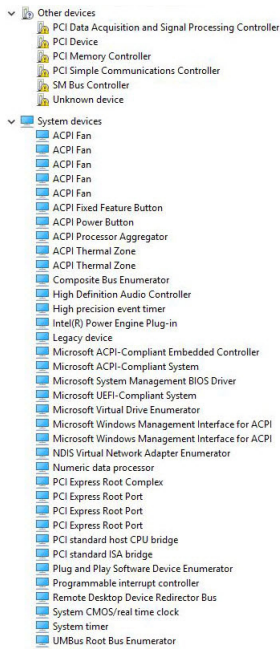 Other devices
PCI Data Acquisition and Signal Processing Controller
PCI Device
PCI Memory Controller
PCI Simple Communications Controller
SM Bus Controller
Unknown device
System devices
ACPI Fan
ACPI Fan
ACPI Fan
ACPI Fan
ACPI Fan
ACPI Fixed Feature Button
ACPI Power Button
ACPI Processor Aggregator
ACPI Thermal Zone
ACPI Thermal Zone
Composite Bus Enumerator
High Definition Audio Controller
High precision event timer
Intel(R) Power Engine Plug-in
Legacy device
Microsoft ACPI-Compliant Embedded Controller
Microsoft ACPI-Compliant System
Microsoft System Management BIOS Driver
Microsoft UEFI-Compliant System
Microsoft Virtual Drive Enumerator
Microsoft Windows Management Interface for ACPI
Microsoft Windows Management Interface for ACPI
NDIS Virtual Network Adapter Enumerator
Numeric data processor
PCI Express Root Complex
PCI Express Root Port
PCI Express Root Port
PCI Express Root Port
PCI standard host CPU bridge
PCI standard ISA bridge
Plug and Play Software Device Enumerator
Programmable interrupt controller
Remote Desktop Device Redirector Bus
System CMOS/real time clock
System timer
UMBus Root Bus Enumerator